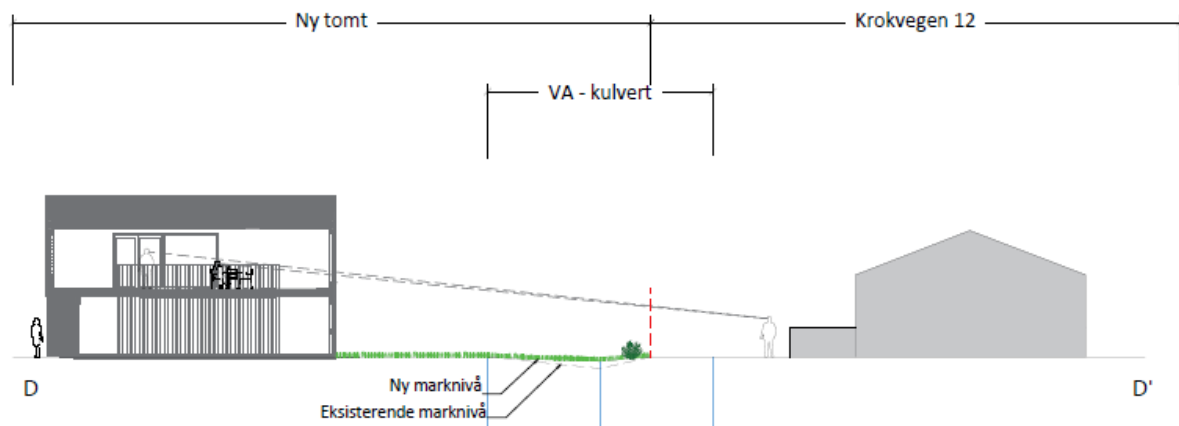 Ny tomt
Krokvegen 12
VA - kulvert
D
Ny marknivå
D'
Eksisterende marknivå